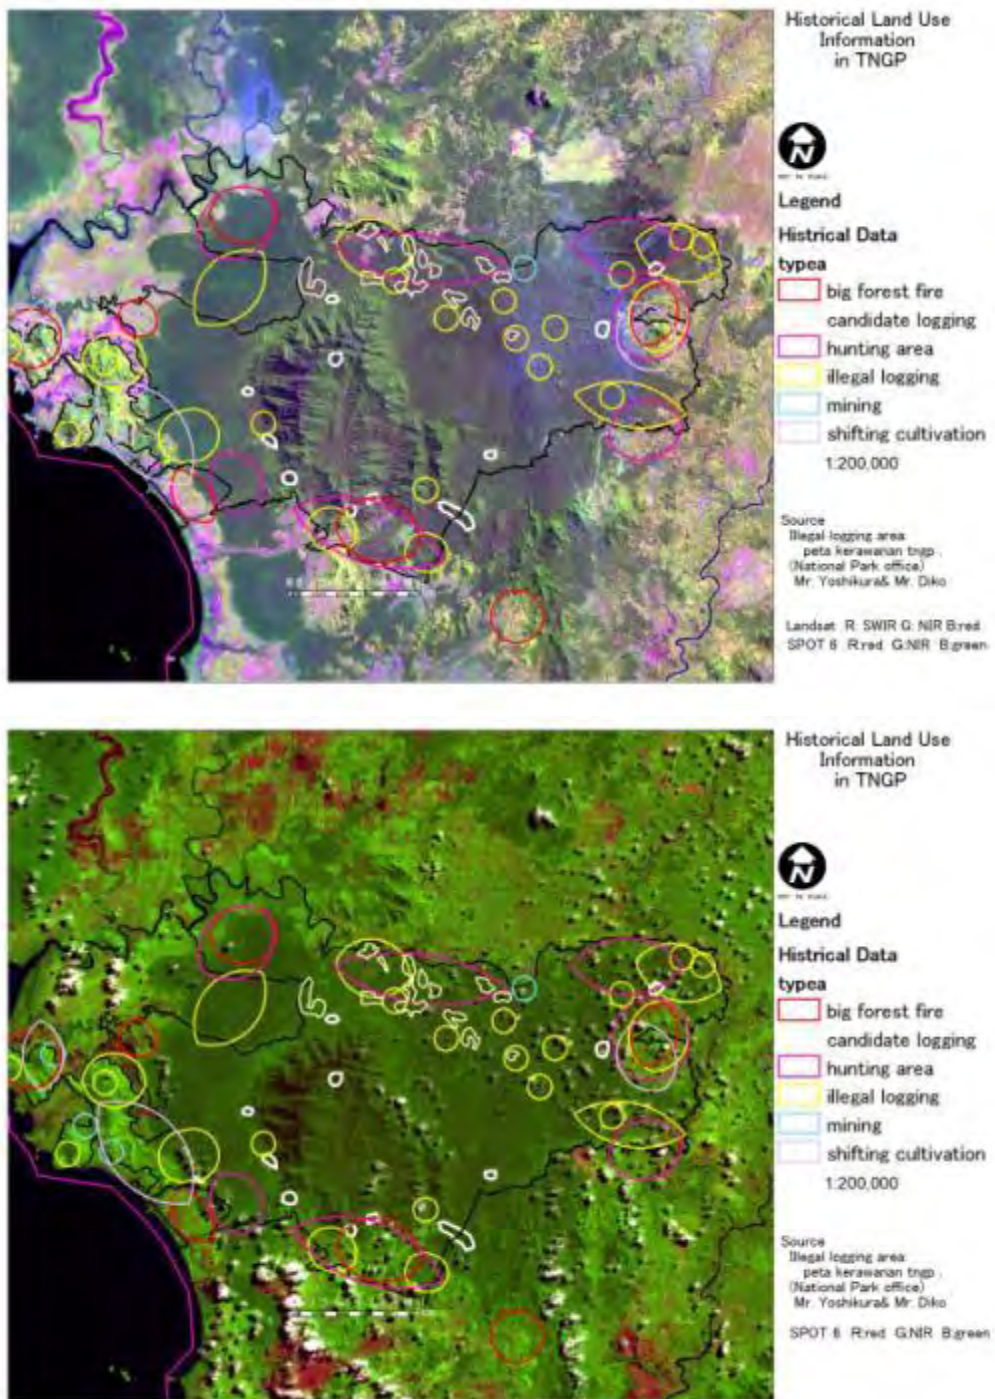 Historical Land Use
Information
in TNGP
N
Legend
Histrical Data
typea
big forest fire
candidate logging
hunting area
illegal logging
mining
shifting cultivation
1:200,000
Source
Illegal logging area:
peta kerawanan tngp .
(National Park office)
Mr. Yoshikura& Mr. Diko
Landsat R: SWIR G: NIR B:red
SPOT 6 R:red G:NIR B:green
Historical Land Use
Information
in TNGP
N
Legend
Histrical Data
typea
big forest fire
candidate logging
hunting area
illegal logging
mining
shifting cultivation
1:200,000
Source
Illegal logging area:
peta kerawanan tngp .
(National Park office)
Mr. Yoshikura& Mr. Diko
SPOT 6 R:red G:NIR B:green